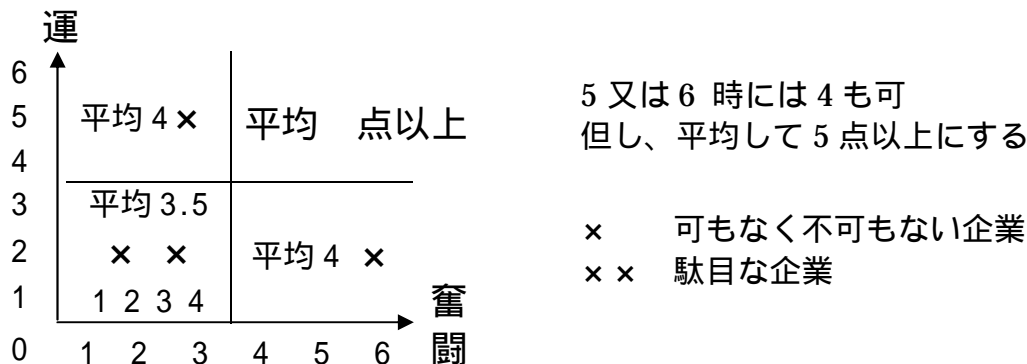 運
6
5
4
3
2
1
0
平均 4 ×
平均　点以上
平均 3.5
× ×
1 2 3 4
平均 4 ×
1 2 3 4 5 6
奮
闘
5 又は 6 時には 4 も可
但し、平均して 5 点以上にする
× 可もなく不可もない企業
× × 駄目な企業